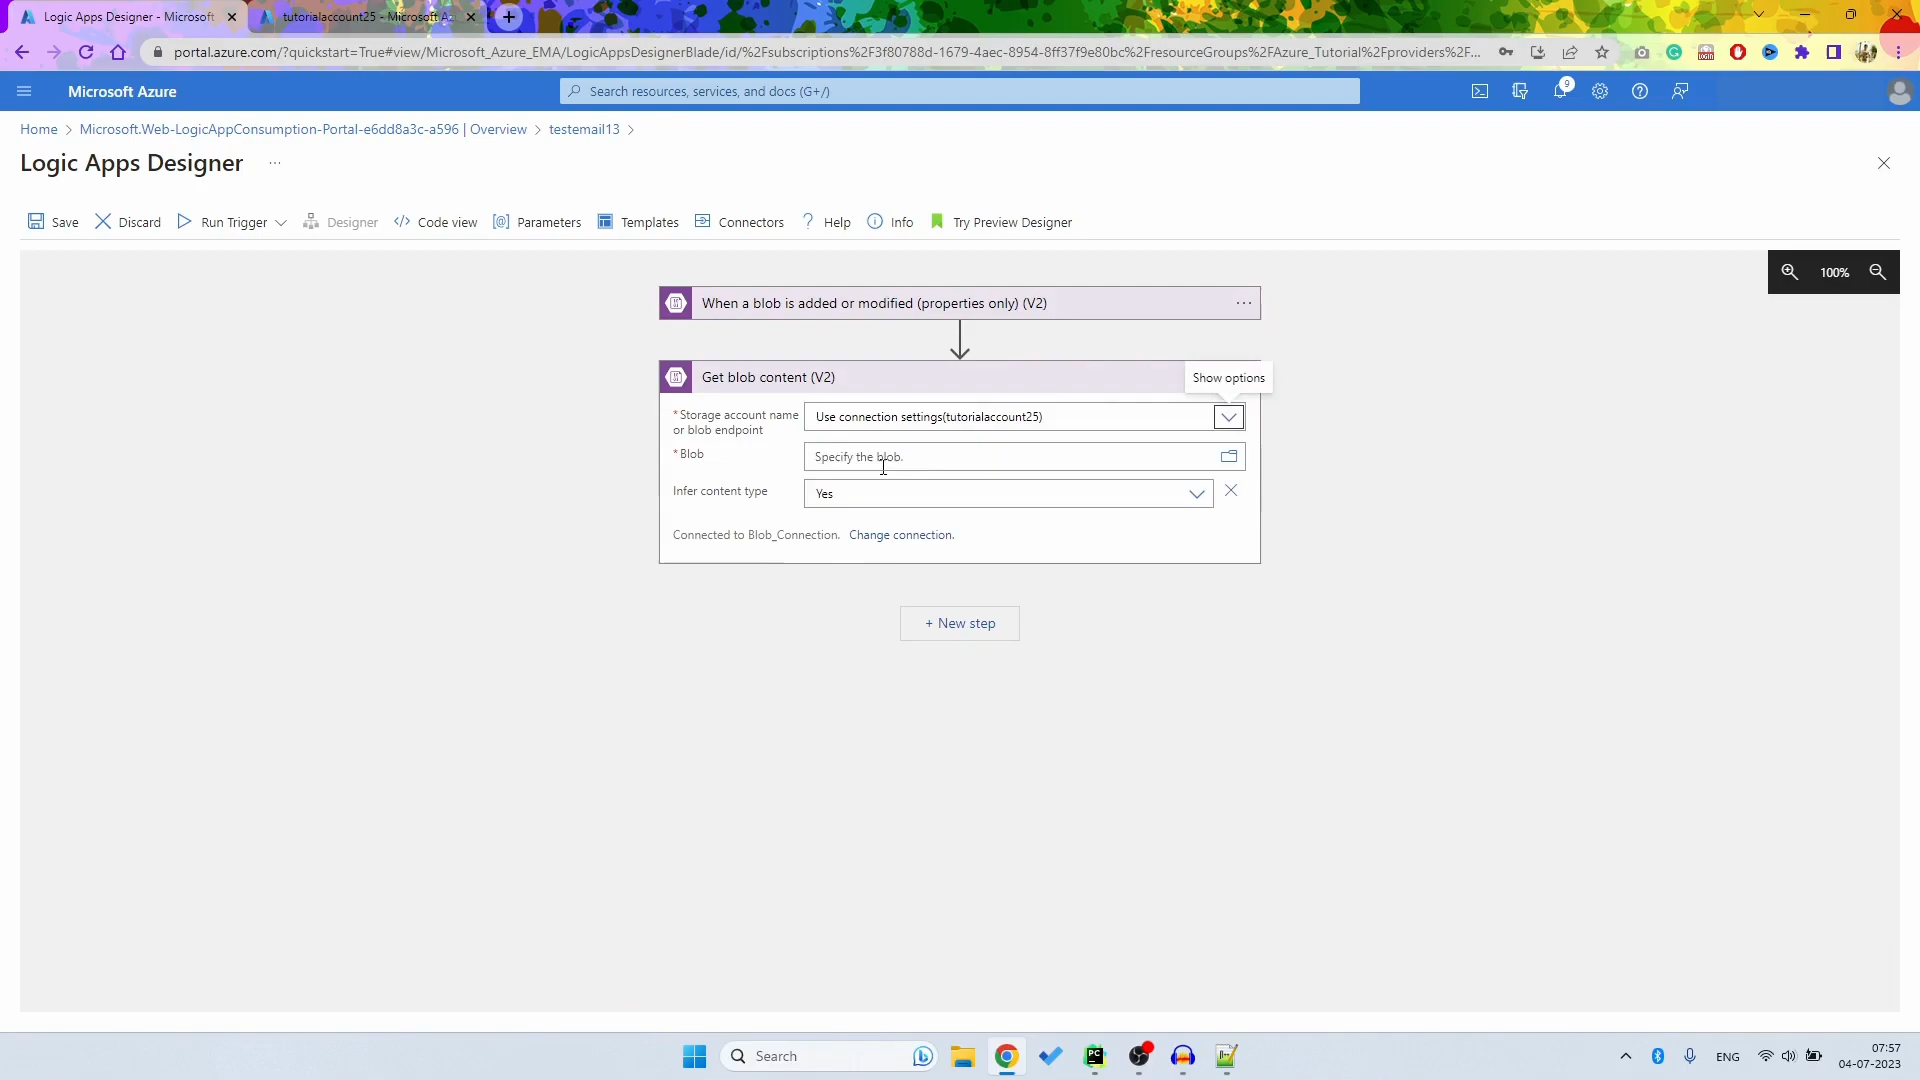 Logic Apps Designer - Microsoft
tutorialaccount25 - Microsoft Az
portal.azure.com/?quickstart=True#view/Microsoft_Azure_EMA/LogicAppsDesignerBlade/id/%2Fsubscriptions%2F3f80788d-1679-4aec-8954-8ff37f9e80bc%2FresourceGroups%2FAzure_Tutorial%2Fproviders%2F...
Microsoft Azure
Search resources, services, and docs (G+/)
9
Home > Microsoft.Web-LogicAppConsumption-Portal-e6dd8a3c-a596 | Overview > testemail13 >
Logic Apps Designer ...
Save Discard Run Trigger Designer Code view Parameters Templates Connectors Help Info Try Preview Designer
100%
When a blob is added or modified (properties only) (V2) ...
Get blob content (V2)
Show options
*Storage account name or blob endpoint
Use connection settings(tutorialaccount25)
*Blob
Specify the blob.
Infer content type
Yes
Connected to Blob_Connection. Change connection.
+ New step
Search
ENG
07:57
04-07-2023